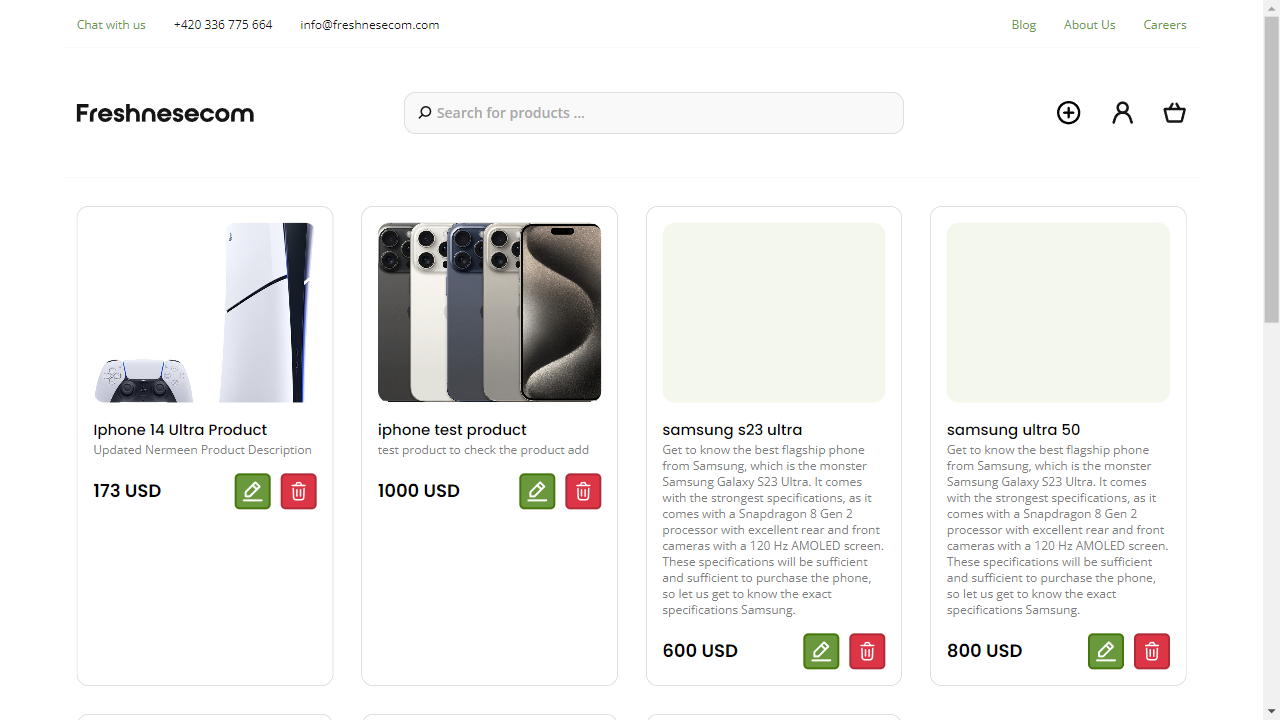 Chat with us
+420 336 775 664
info@freshnesecom.com
Blog
About Us
Careers
Freshnesecom
Search for products ...
Iphone 14 Ultra Product
Updated Nermeen Product Description
173 USD
iphone test product
test product to check the product add
1000 USD
samsung s23 ultra
Get to know the best flagship phone
from Samsung, which is the monster
Samsung Galaxy S23 Ultra. It comes
with the strongest specifications, as it
comes with a Snapdragon 8 Gen 2
processor with excellent rear and front
cameras with a 120 Hz AMOLED screen.
These specifications will be sufficient
and sufficient to purchase the phone,
so let us get to know the exact
specifications Samsung.
600 USD
samsung ultra 50
Get to know the best flagship phone
from Samsung, which is the monster
Samsung Galaxy S23 Ultra. It comes
with the strongest specifications, as it
comes with a Snapdragon 8 Gen 2
processor with excellent rear and front
cameras with a 120 Hz AMOLED screen.
These specifications will be sufficient
and sufficient to purchase the phone,
so let us get to know the exact
specifications Samsung.
800 USD